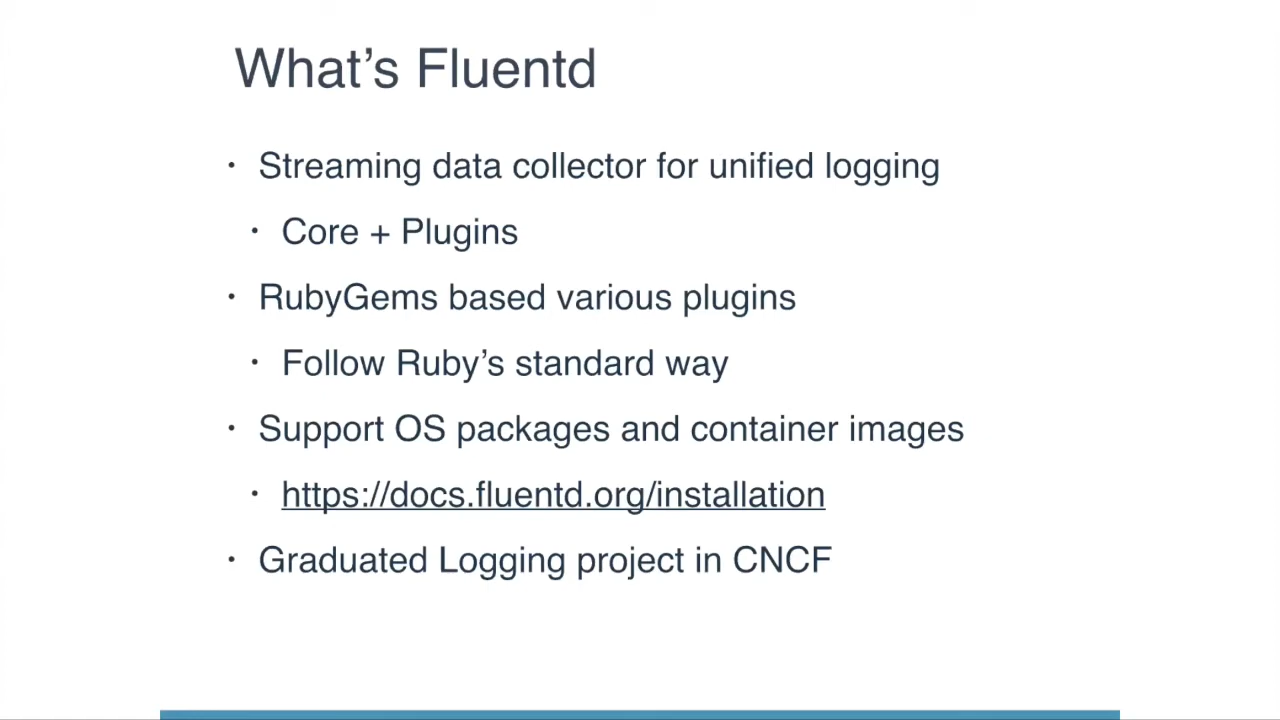 What’s Fluentd
• Streaming data collector for unified logging
• Core + Plugins
• RubyGems based various plugins
• Follow Ruby’s standard way
• Support OS packages and container images
• https://docs.fluentd.org/installation
• Graduated Logging project in CNCF